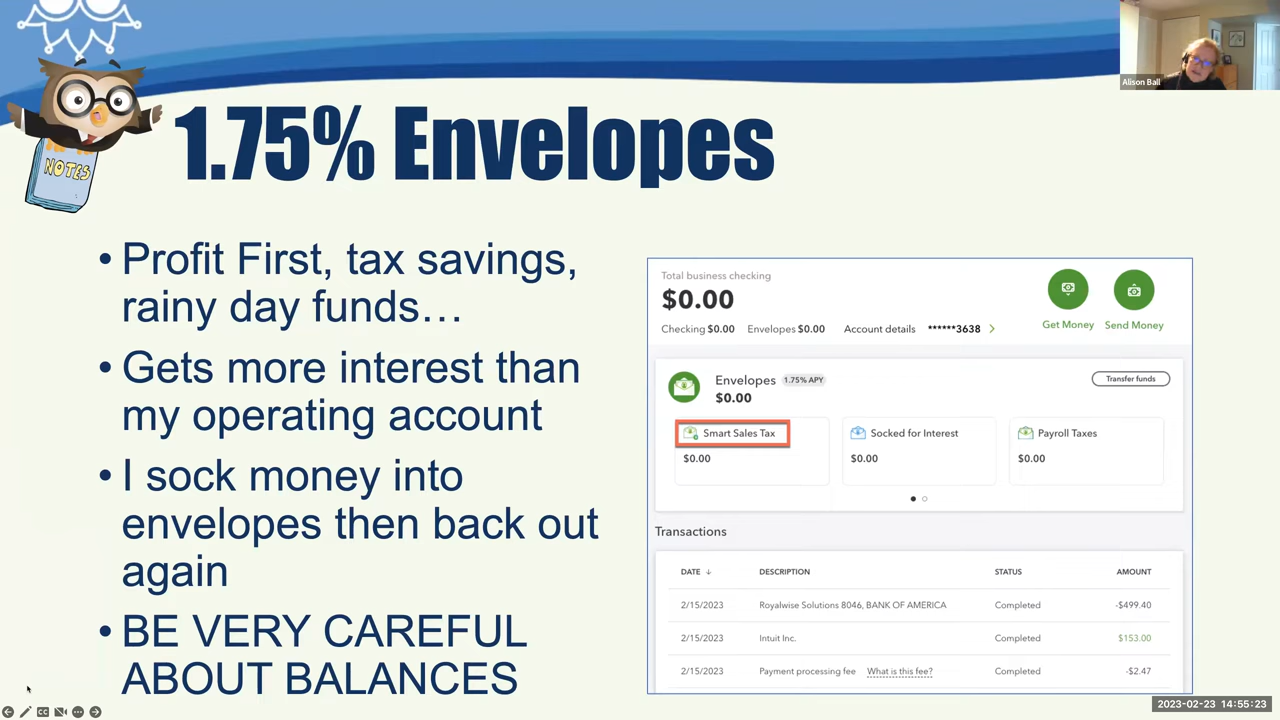 Alison Ball
NOTES
1.75% Envelopes
• Profit First, tax savings,
rainy day funds…
• Gets more interest than
my operating account
• I sock money into
envelopes then back out
again
• BE VERY CAREFUL
ABOUT BALANCES
Total business checking
$0.00
Checking $0.00 Envelopes $0.00 Account details ******3638
Get Money Send Money
Envelopes 1.75% APY
$0.00
Transfer funds
Smart Sales Tax
$0.00
Socked for Interest
$0.00
Payroll Taxes
$0.00
Transactions
DATE ↓ DESCRIPTION STATUS AMOUNT
2/15/2023 Royalwise Solutions 8046, BANK OF AMERICA Completed -$499.40
2/15/2023 Intuit Inc. Completed $153.00
2/15/2023 Payment processing fee What is this fee? Completed -$2.47
CC
2023-02-23 14:55:23